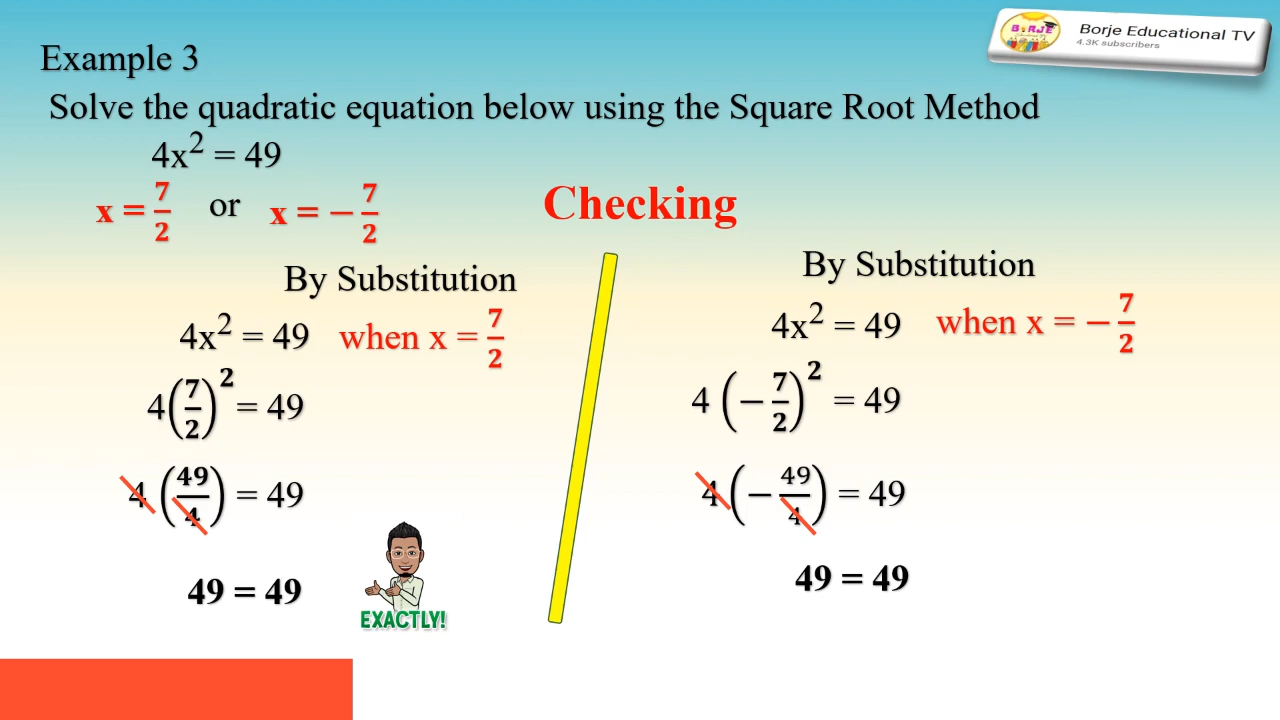 Borje Educational TV
4.3K subscribers
BORJE
Example 3
Solve the quadratic equation below using the Square Root Method
4x² = 49
x = 7/2 or x = − 7/2
Checking
By Substitution
4x² = 49 when x = 7/2
4(7/2)² = 49
4 (49/4) = 49
49 = 49
EXACTLY!
By Substitution
4x² = 49 when x = − 7/2
4 (− 7/2)² = 49
4 (− 49/4) = 49
49 = 49